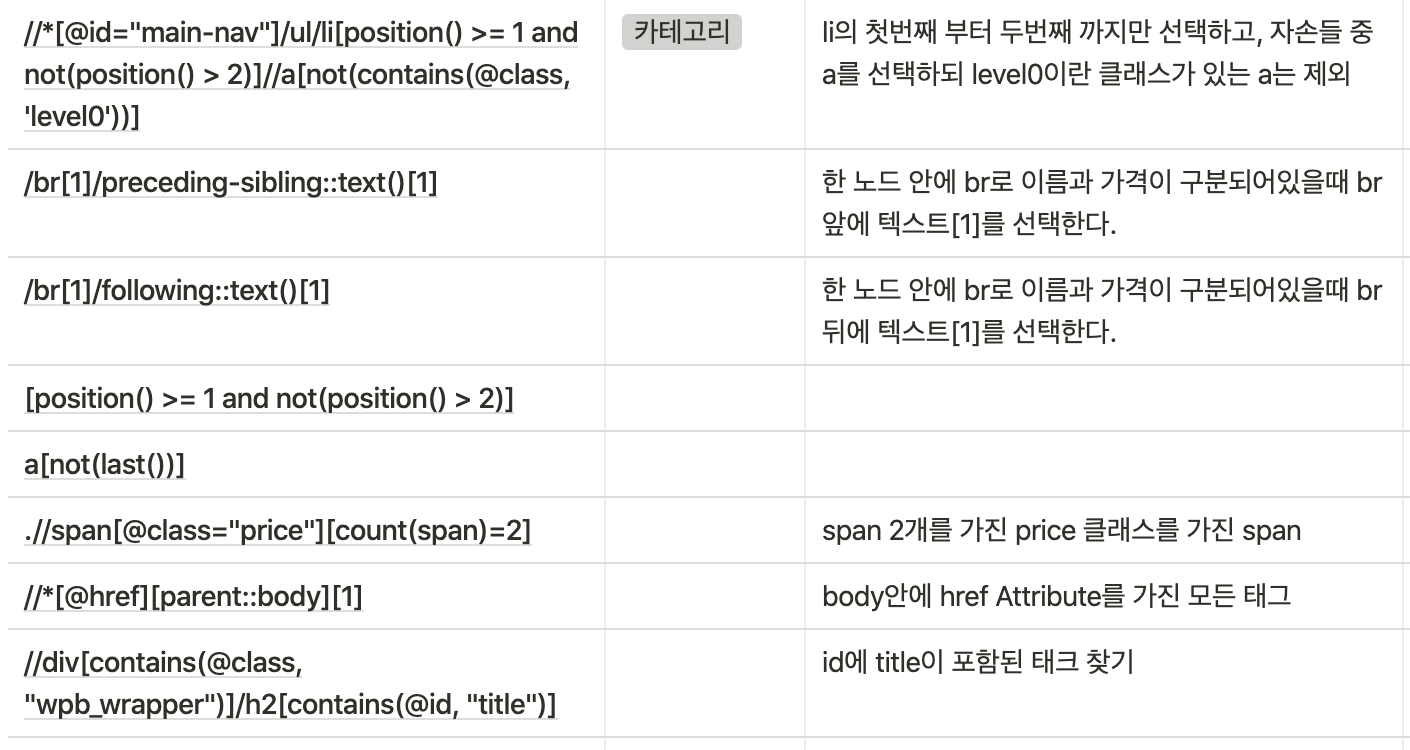 //*[@id="main-nav"]/ul/li[position() >= 1 and
not(position() > 2)]//a[not(contains(@class,
'level0'))]
카테고리
li의 첫번째 부터 두번째 까지만 선택하고, 자손들 중
a를 선택하되 level0이란 클래스가 있는 a는 제외
/br[1]/preceding-sibling::text()[1]
한 노드 안에 br로 이름과 가격이 구분되어있을때 br
앞에 텍스트[1]를 선택한다.
/br[1]/following::text()[1]
한 노드 안에 br로 이름과 가격이 구분되어있을때 br
뒤에 텍스트[1]를 선택한다.
[position() >= 1 and not(position() > 2)]
a[not(last())]
.//span[@class="price"][count(span)=2]
span 2개를 가진 price 클래스를 가진 span
//*[@href][parent::body][1]
body안에 href Attribute를 가진 모든 태그
//div[contains(@class,
"wpb_wrapper")]/h2[contains(@id, "title")]
id에 title이 포함된 태크 찾기